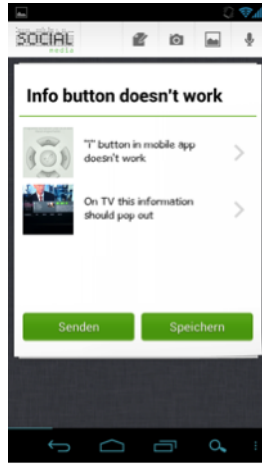 SOCIAL
media
Info button doesn't work
"i" button in mobile app
doesn't work
On TV this information
should pop out
Senden
Speichern